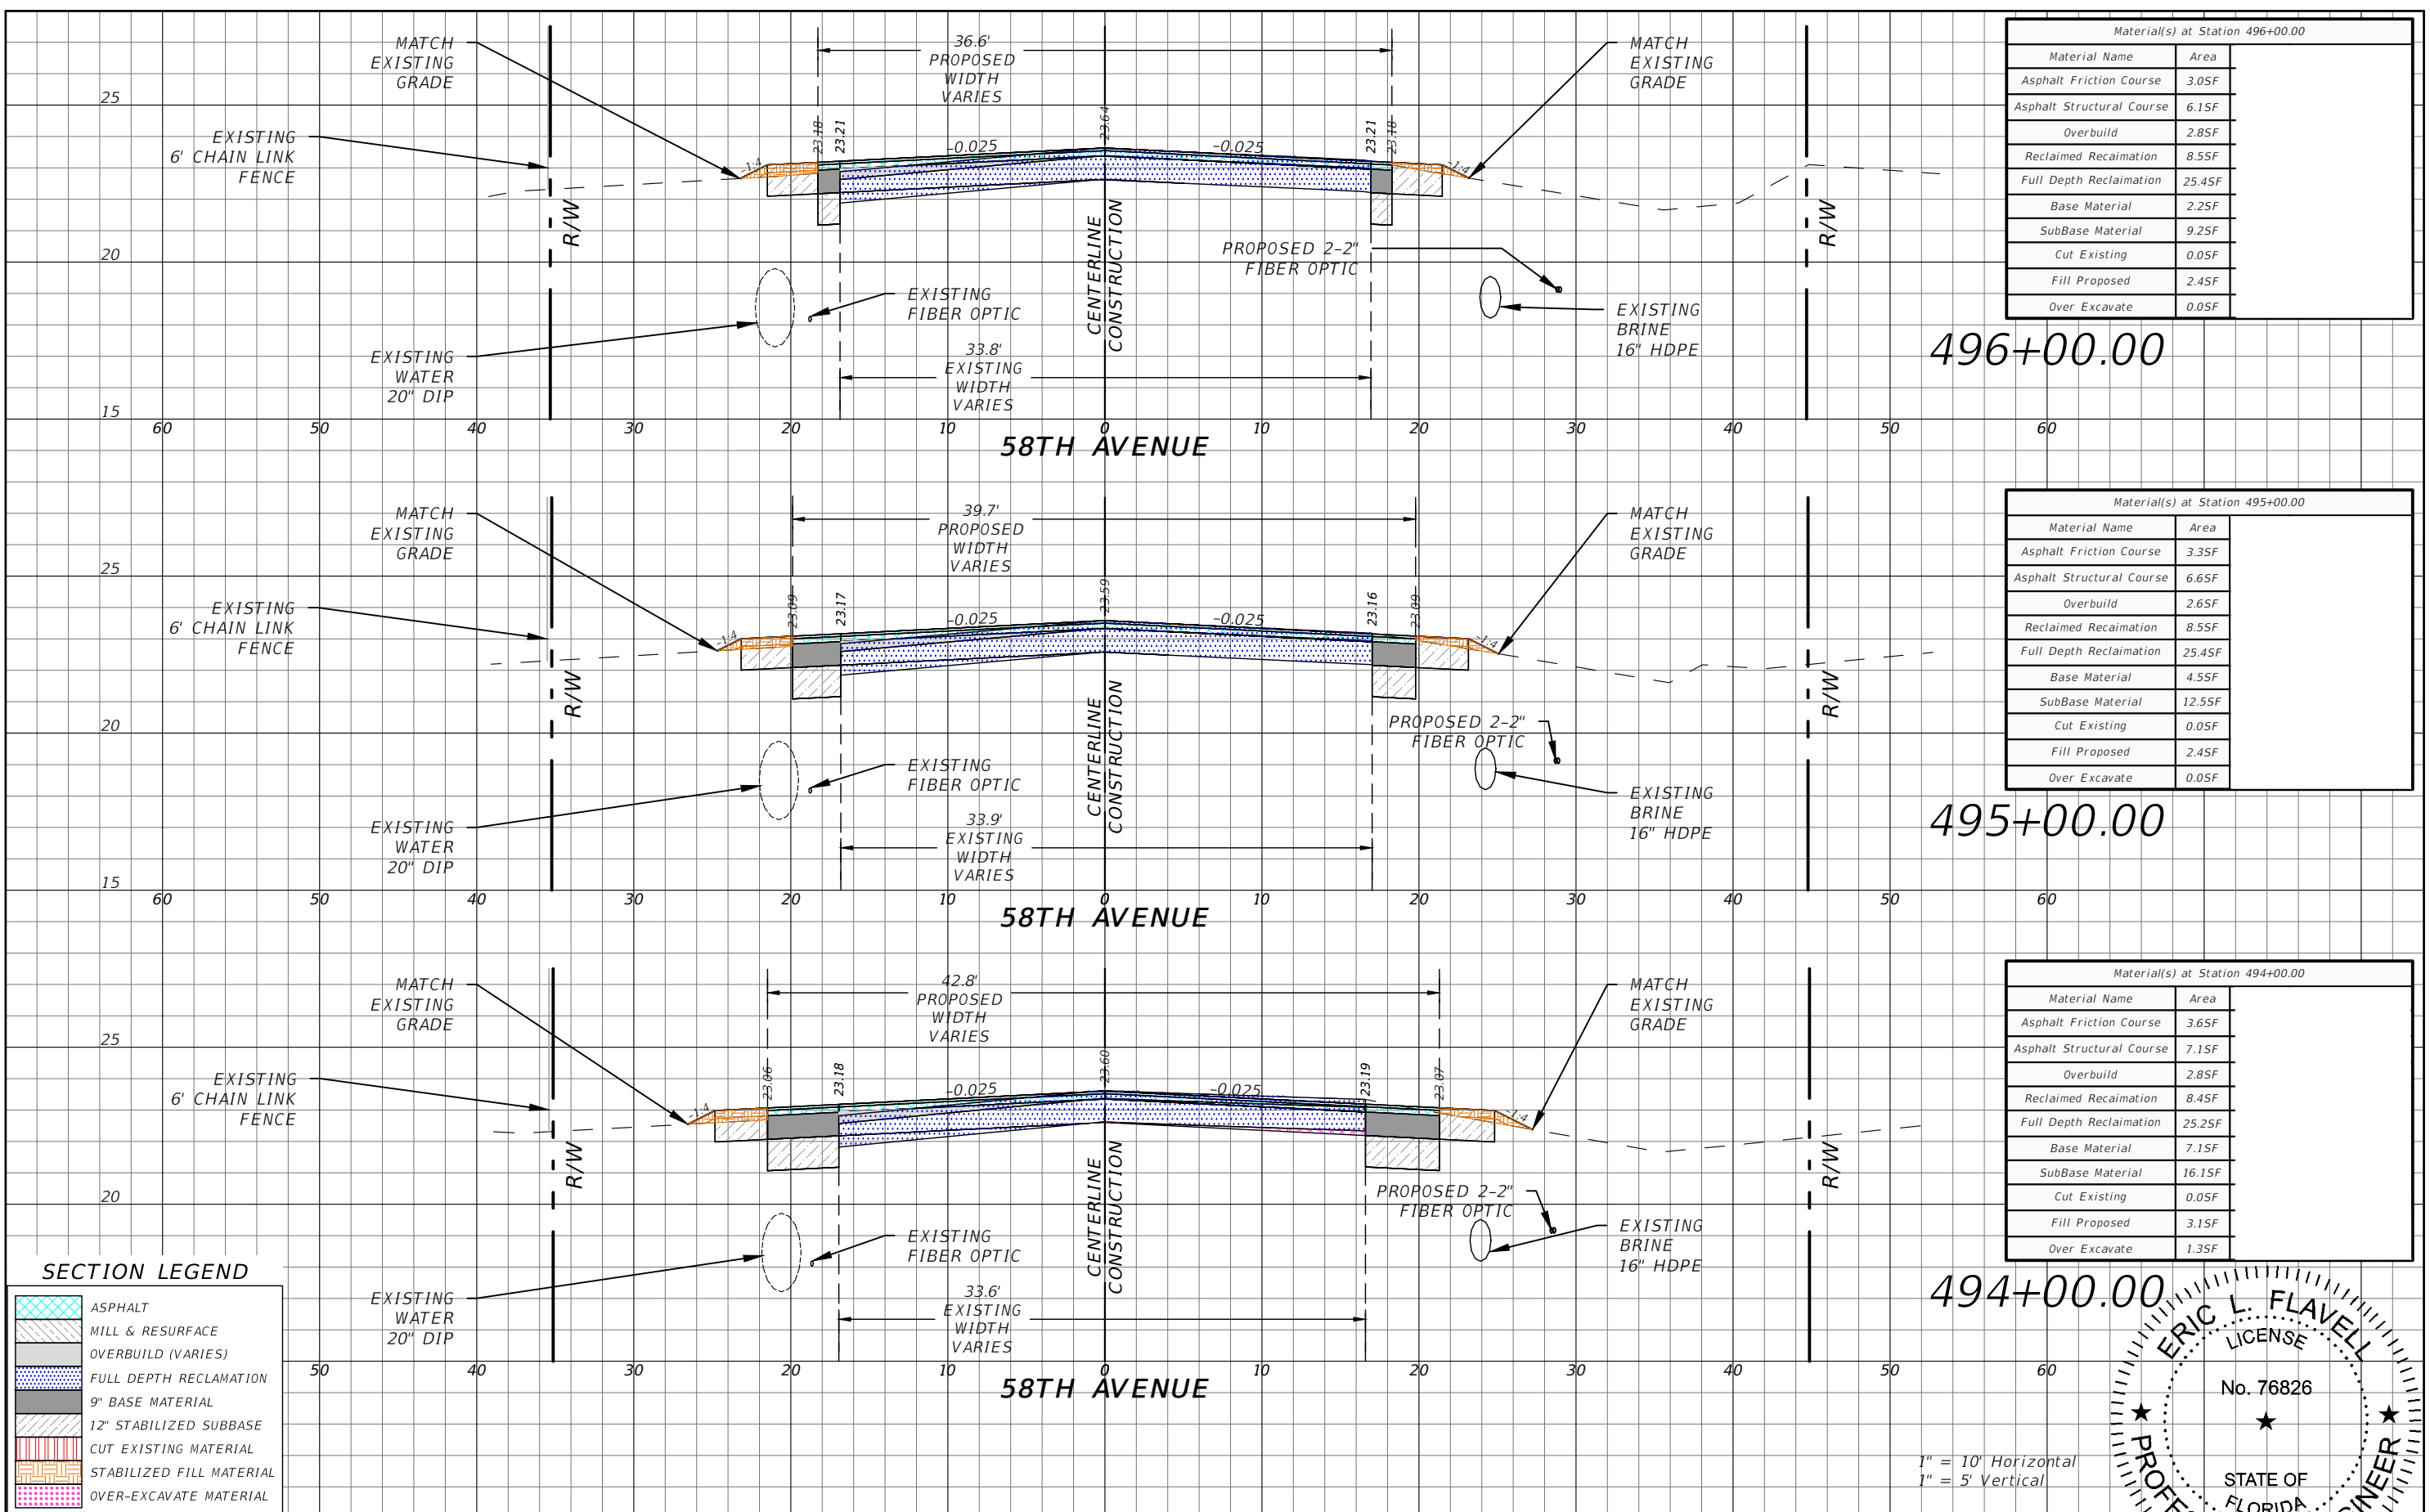 36.6'
PROPOSED
WIDTH
VARIES
MATCH
EXISTING
GRADE
MATCH
EXISTING
GRADE
25
EXISTING
6' CHAIN LINK
FENCE
23.18
23.21
23.64
23.21
23.18
-1:4
-0.025
-0.025
-1:4
R/W
R/W
20
CENTERLINE
CONSTRUCTION
PROPOSED 2-2"
FIBER OPTIC
EXISTING
FIBER OPTIC
EXISTING
BRINE
16" HDPE
EXISTING
WATER
20" DIP
33.8'
EXISTING
WIDTH
VARIES
15
60 50 40 30 20 10 0 10 20 30 40 50 60
58TH AVENUE
Material(s) at Station 496+00.00
Material Name Area
Asphalt Friction Course 3.0SF
Asphalt Structural Course 6.1SF
Overbuild 2.8SF
Reclaimed Recaimation 8.5SF
Full Depth Reclaimation 25.4SF
Base Material 2.2SF
SubBase Material 9.2SF
Cut Existing 0.0SF
Fill Proposed 2.4SF
Over Excavate 0.0SF
496+00.00
39.7'
PROPOSED
WIDTH
VARIES
MATCH
EXISTING
GRADE
MATCH
EXISTING
GRADE
25
EXISTING
6' CHAIN LINK
FENCE
23.09
23.17
23.59
23.16
23.09
-1:4
-0.025
-0.025
-1:4
R/W
R/W
20
CENTERLINE
CONSTRUCTION
PROPOSED 2-2"
FIBER OPTIC
EXISTING
FIBER OPTIC
EXISTING
BRINE
16" HDPE
EXISTING
WATER
20" DIP
33.9'
EXISTING
WIDTH
VARIES
15
60 50 40 30 20 10 0 10 20 30 40 50 60
58TH AVENUE
Material(s) at Station 495+00.00
Material Name Area
Asphalt Friction Course 3.3SF
Asphalt Structural Course 6.6SF
Overbuild 2.6SF
Reclaimed Recaimation 8.5SF
Full Depth Reclaimation 25.4SF
Base Material 4.5SF
SubBase Material 12.5SF
Cut Existing 0.0SF
Fill Proposed 2.4SF
Over Excavate 0.0SF
495+00.00
42.8'
PROPOSED
WIDTH
VARIES
MATCH
EXISTING
GRADE
MATCH
EXISTING
GRADE
25
EXISTING
6' CHAIN LINK
FENCE
23.06
23.18
23.60
23.19
23.07
-1:4
-0.025
-0.025
-1:4
R/W
R/W
20
CENTERLINE
CONSTRUCTION
PROPOSED 2-2"
FIBER OPTIC
EXISTING
FIBER OPTIC
EXISTING
BRINE
16" HDPE
EXISTING
WATER
20" DIP
33.6'
EXISTING
WIDTH
VARIES
50 40 30 20 10 0 10 20 30 40 50 60
58TH AVENUE
Material(s) at Station 494+00.00
Material Name Area
Asphalt Friction Course 3.6SF
Asphalt Structural Course 7.1SF
Overbuild 2.8SF
Reclaimed Recaimation 8.4SF
Full Depth Reclaimation 25.2SF
Base Material 7.1SF
SubBase Material 16.1SF
Cut Existing 0.0SF
Fill Proposed 3.1SF
Over Excavate 1.3SF
494+00.00
SECTION LEGEND
ASPHALT
MILL & RESURFACE
OVERBUILD (VARIES)
FULL DEPTH RECLAMATION
9" BASE MATERIAL
12" STABILIZED SUBBASE
CUT EXISTING MATERIAL
STABILIZED FILL MATERIAL
OVER-EXCAVATE MATERIAL
1" = 10' Horizontal
1" = 5' Vertical
ERIC L. FLAVELL
LICENSE
No. 76826
STATE OF
FLORIDA